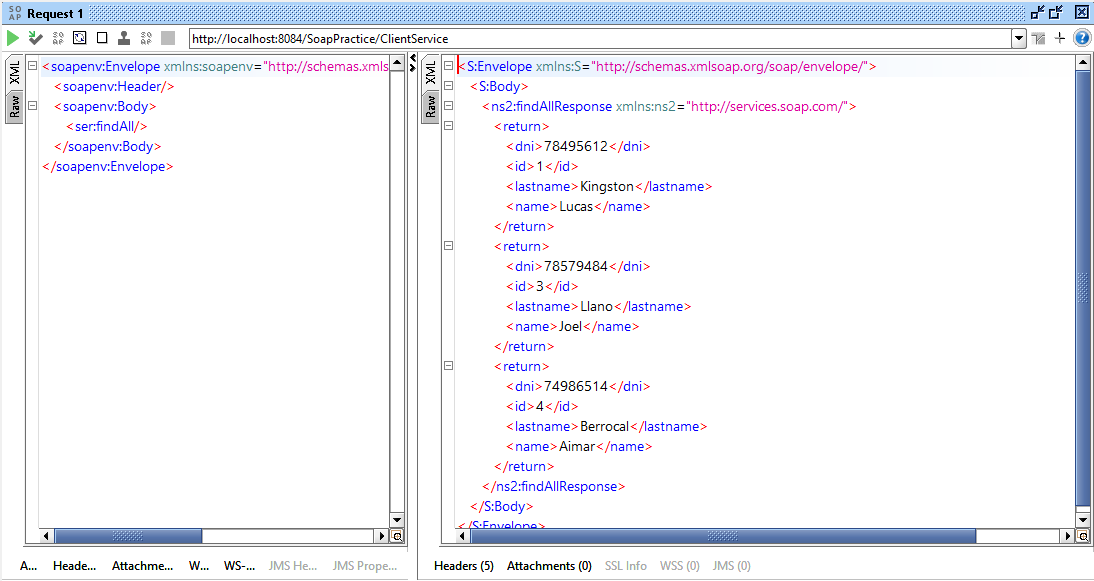 SO AP Request 1
http://localhost:8084/SoapPractice/ClientService
XML
Raw
<soapenv:Envelope xmlns:soapenv="http://schemas.xmls
<soapenv:Header/>
<soapenv:Body>
<ser:findAll/>
</soapenv:Body>
</soapenv:Envelope>
XML
Raw
<S:Envelope xmlns:S="http://schemas.xmlsoap.org/soap/envelope/">
<S:Body>
<ns2:findAllResponse xmlns:ns2="http://services.soap.com/">
<return>
<dni>78495612</dni>
<id>1</id>
<lastname>Kingston</lastname>
<name>Lucas</name>
</return>
<return>
<dni>78579484</dni>
<id>3</id>
<lastname>Llano</lastname>
<name>Joel</name>
</return>
<return>
<dni>74986514</dni>
<id>4</id>
<lastname>Berrocal</lastname>
<name>Aimar</name>
</return>
</ns2:findAllResponse>
</S:Body>
</S:Envelope>
A... Heade... Attachme... W... WS-... JMS He... JMS Prope...
Headers (5) Attachments (0) SSL Info WSS (0) JMS (0)